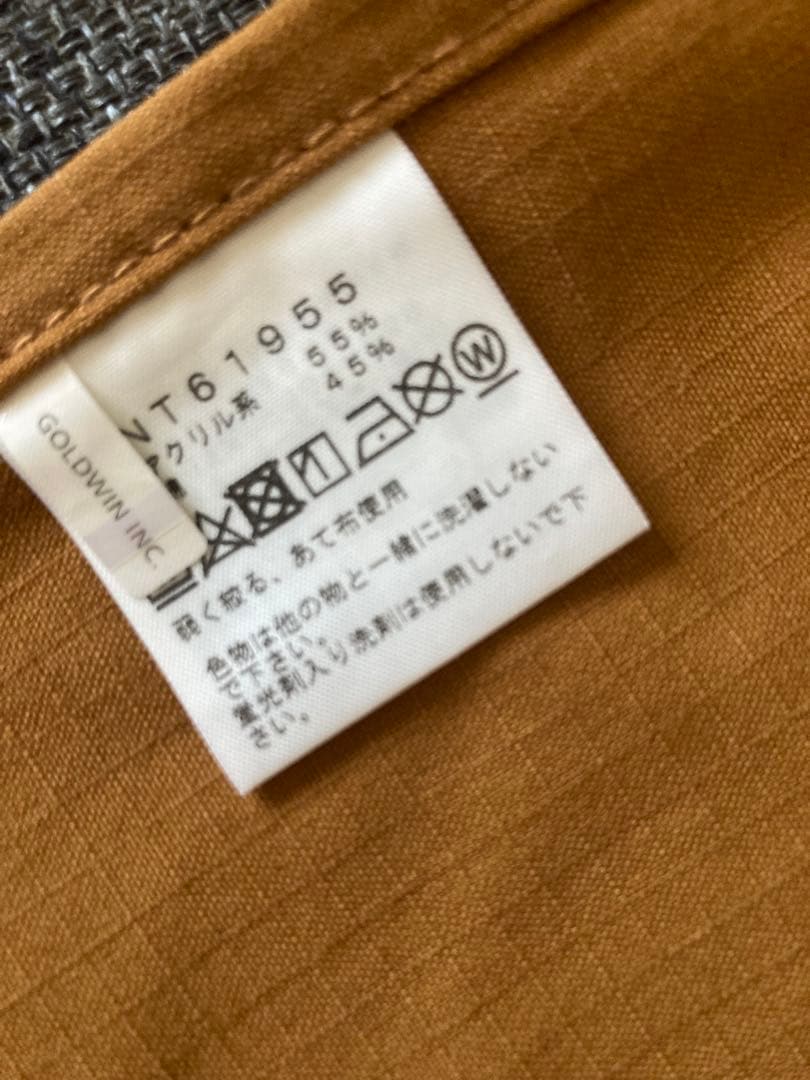 NT61955
アクリル系 55%
45%
W
弱く絞る、あて布使用
色物は他の物と一緒に洗濯しない
で下さい。
蛍光剤入り洗剤は使用しないで下
さい。
GOLDWIN INC.